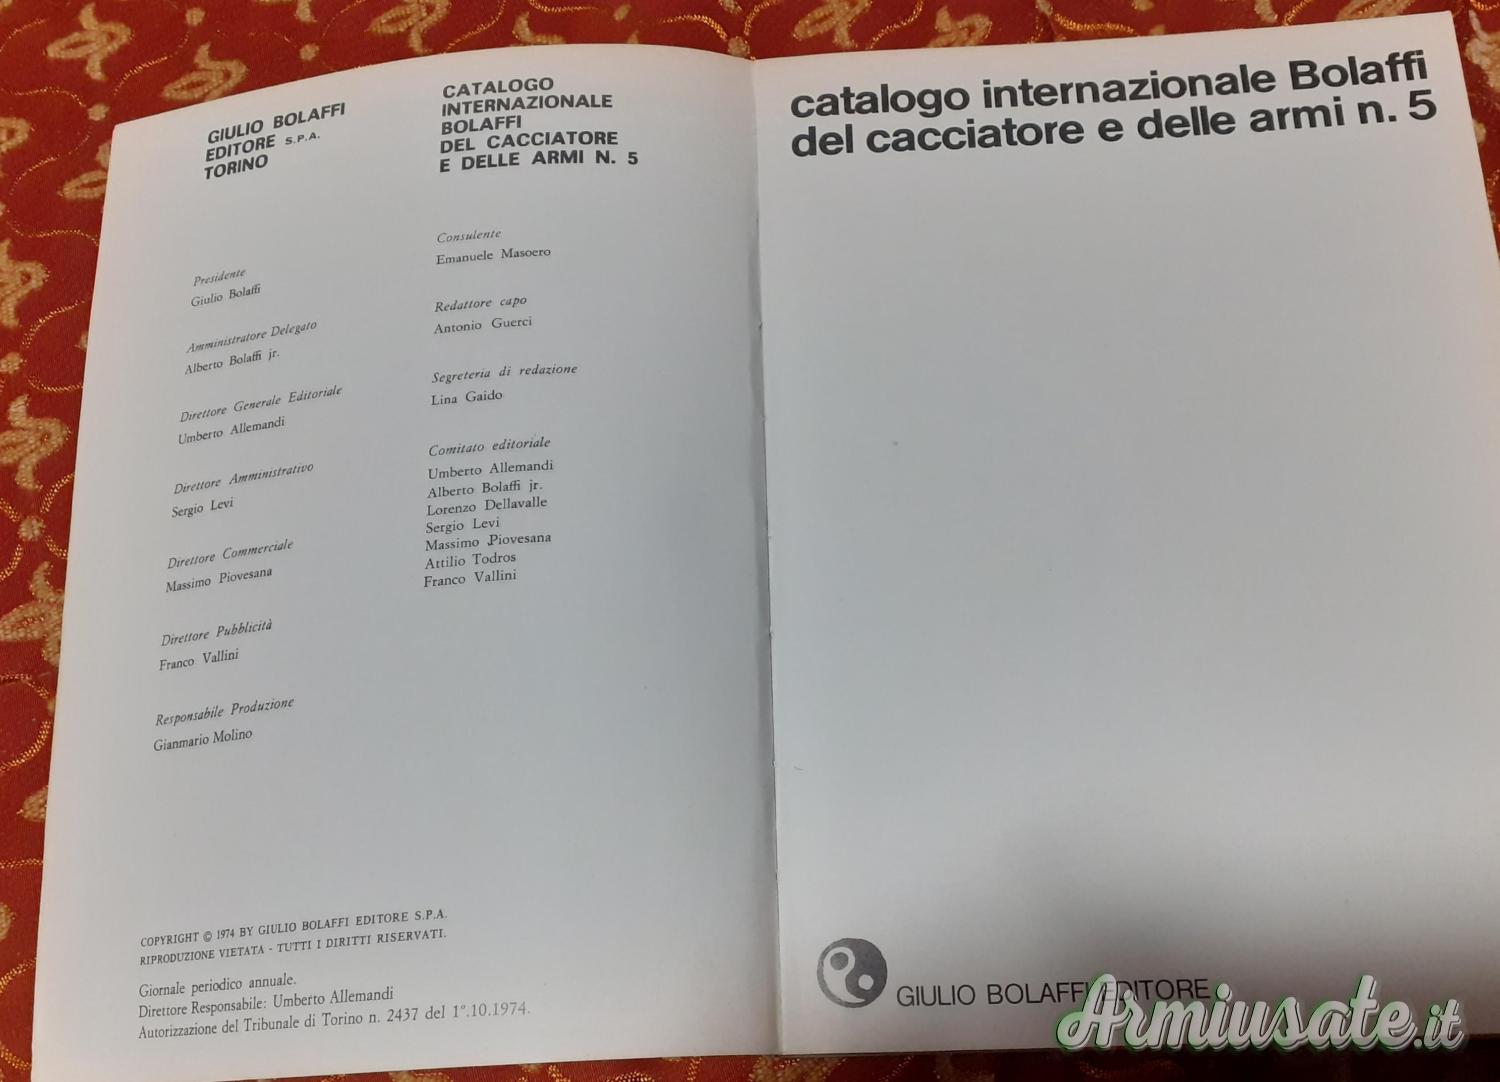 GIULIO BOLAFFI
EDITORE S.P.A.
TORINO
Presidente
Giulio Bolaffi
Amministratore Delegato
Alberto Bolaffi jr.
Direttore Generale Editoriale
Umberto Allemandi
Direttore Amministrativo
Sergio Levi
Direttore Commerciale
Massimo Piovesana
Direttore Pubblicità
Franco Vallini
Responsabile Produzione
Gianmario Molino
CATALOGO
INTERNAZIONALE
BOLAFFI
DEL CACCIATORE
E DELLE ARMI N. 5
Consulente
Emanuele Masoero
Redattore capo
Antonio Guerci
Segreteria di redazione
Lina Gaido
Comitato editoriale
Umberto Allemandi
Alberto Bolaffi jr.
Lorenzo Dellavalle
Sergio Levi
Massimo Piovesana
Attilio Todros
Franco Vallini
COPYRIGHT © 1974 BY GIULIO BOLAFFI EDITORE S.P.A.
RIPRODUZIONE VIETATA - TUTTI I DIRITTI RISERVATI.
Giornale periodico annuale.
Direttore Responsabile: Umberto Allemandi
Autorizzazione del Tribunale di Torino n. 2437 del 1°.10.1974.
catalogo internazionale Bolaffi
del cacciatore e delle armi n. 5
GIULIO BOLAFFI EDITORE
Armiusate.it